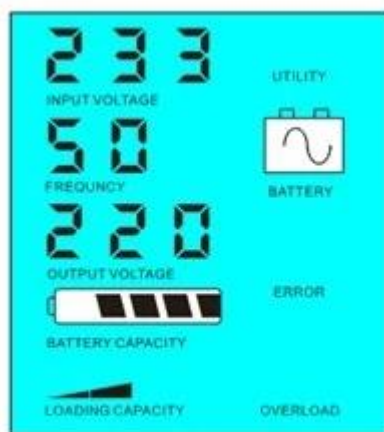 233
UTILITY
INPUT VOLTAGE
50
FREQUNCY
BATTERY
220
OUTPUT VOLTAGE
ERROR
BATTERY CAPACITY
LOADING CAPACITY
OVERLOAD